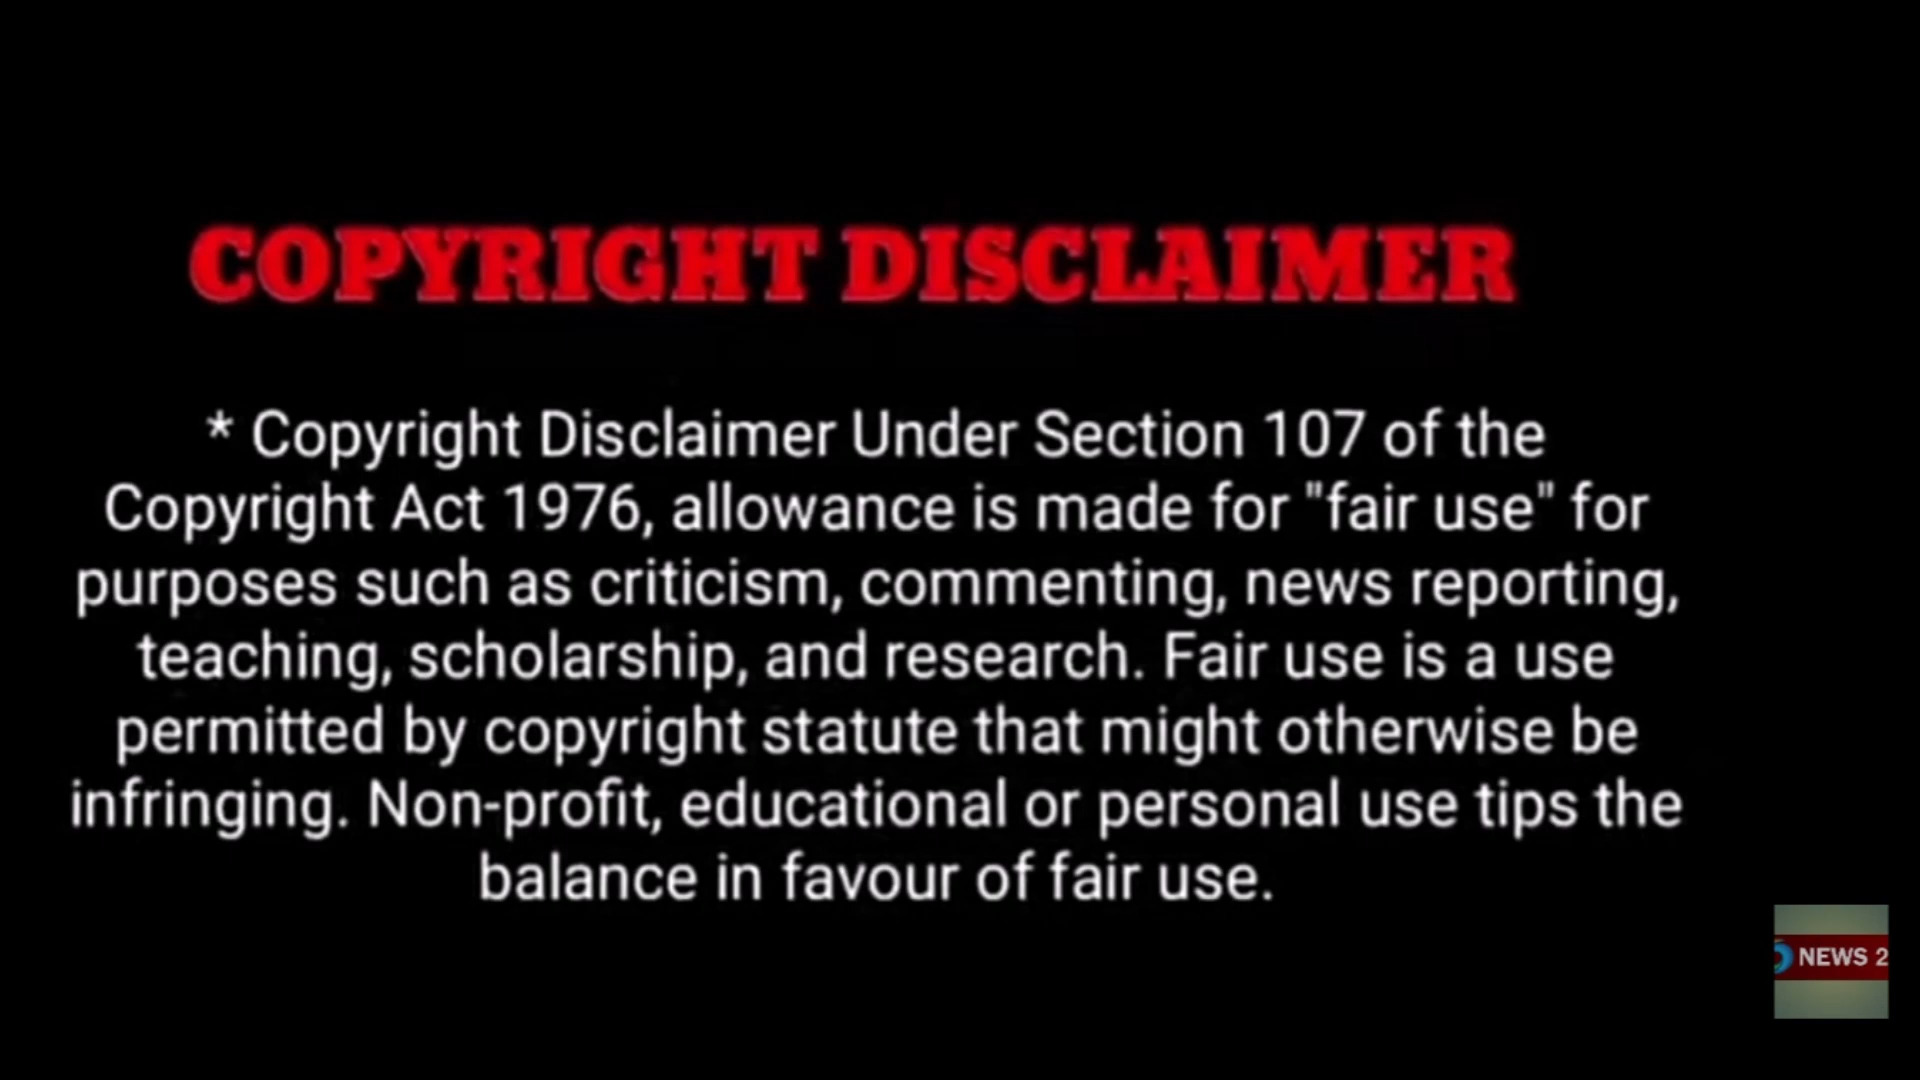 COPYRIGHT DISCLAIMER
* Copyright Disclaimer Under Section 107 of the
Copyright Act 1976, allowance is made for "fair use" for
purposes such as criticism, commenting, news reporting,
teaching, scholarship, and research. Fair use is a use
permitted by copyright statute that might otherwise be
infringing. Non-profit, educational or personal use tips the
balance in favour of fair use.
NEWS 2